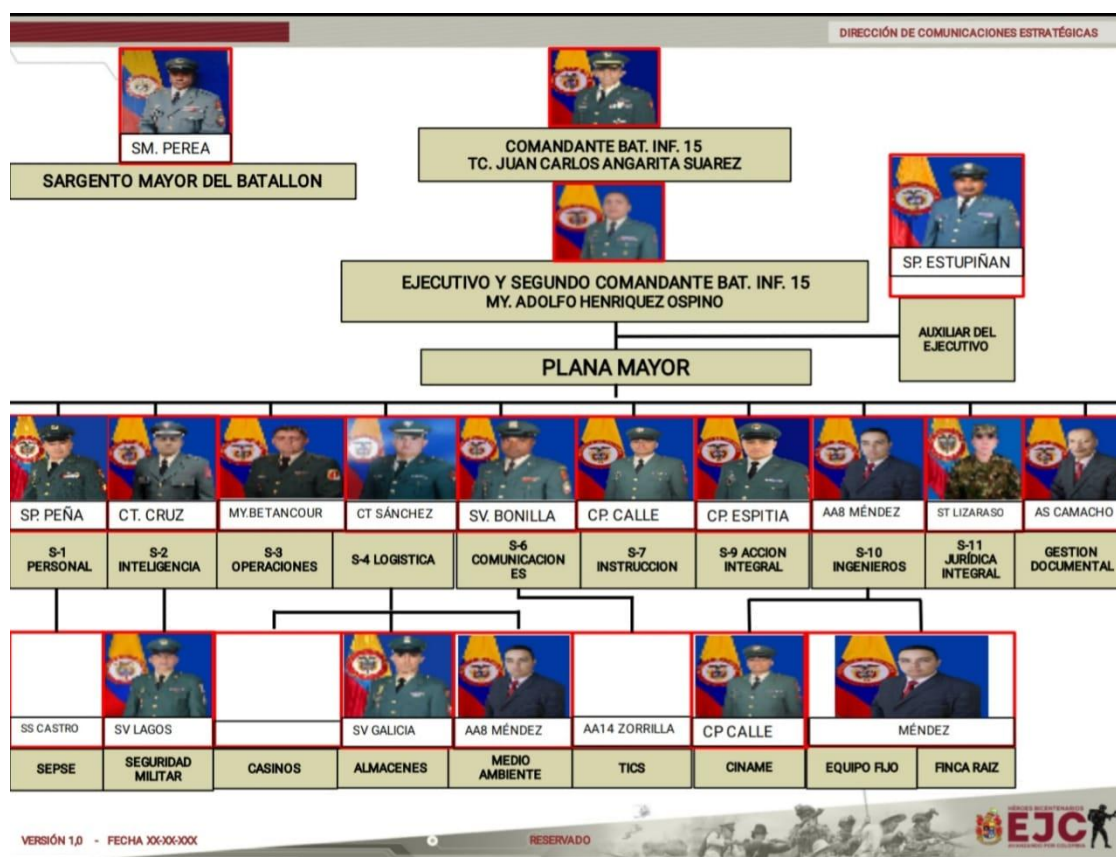 DIRECCIÓN DE COMUNICACIONES ESTRATÉGICAS
SM. PEREA
SARGENTO MAYOR DEL BATALLON
COMANDANTE BAT. INF. 15
TC. JUAN CARLOS ANGARITA SUAREZ
SP. ESTUPIÑAN
EJECUTIVO Y SEGUNDO COMANDANTE BAT. INF. 15
MY. ADOLFO HENRIQUEZ OSPINO
AUXILIAR DEL
EJECUTIVO
PLANA MAYOR
SP. PEÑA
CT. CRUZ
MY.BETANCOUR
CT SÁNCHEZ
SV. BONILLA
CP. CALLE
CP. ESPITIA
AA8 MÉNDEZ
ST LIZARASO
AS CAMACHO
S-1
PERSONAL
S-2
INTELIGENCIA
S-3
OPERACIONES
S-4 LOGISTICA
S-6
COMUNICACION
ES
S-7
INSTRUCCION
S-9 ACCION
INTEGRAL
S-10
INGENIEROS
S-11
JURÍDICA
INTEGRAL
GESTION
DOCUMENTAL
SS CASTRO
SV LAGOS
SV GALICIA
AA8 MÉNDEZ
AA14 ZORRILLA
CP CALLE
MÉNDEZ
SEPSE
SEGURIDAD
MILITAR
CASINOS
ALMACENES
MEDIO
AMBIENTE
TICS
CINAME
EQUIPO FIJO
FINCA RAIZ
VERSIÓN 1,0 - FECHA XX-XX-XXX
RESERVADO
HÉROES BICENTENARIOS
EJC
AVANZANDO POR COLOMBIA